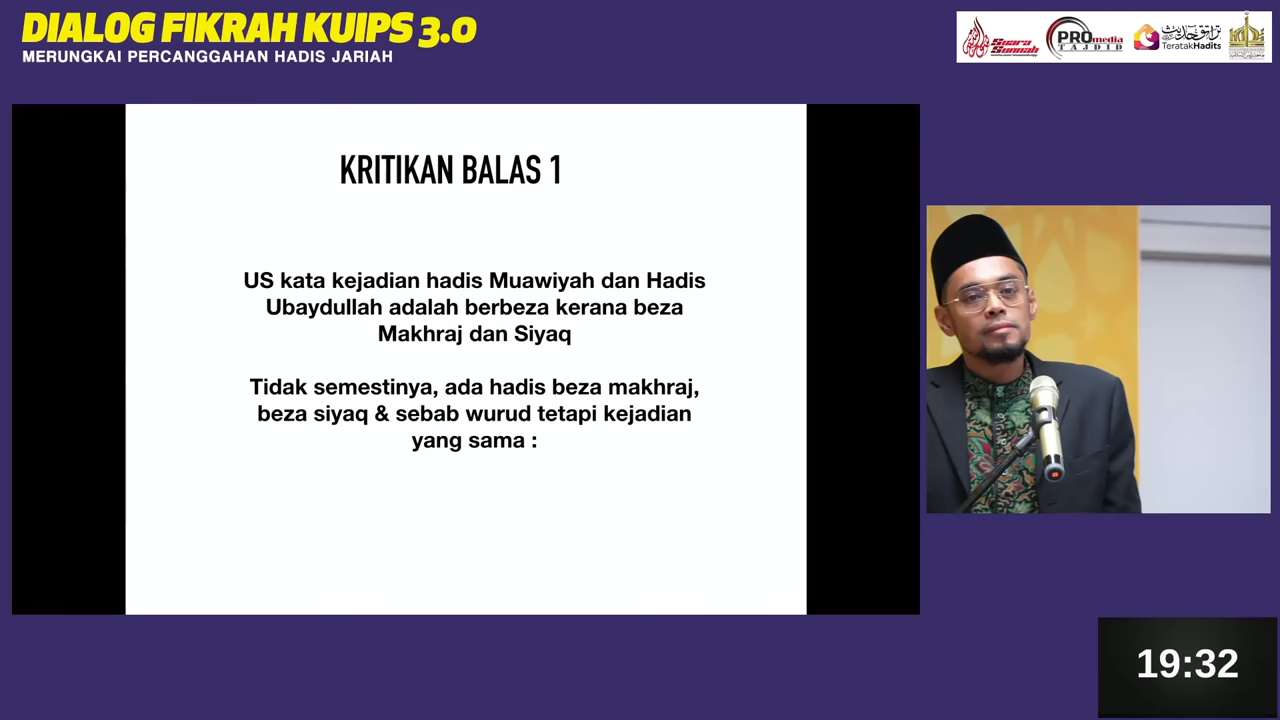 DIALOG FIKRAH KUIPS 3.0
MERUNGKAI PERCANGGAHAN HADIS JARIAH
Suara
Sunnah
PROmedia
TAJDID
TeratakHadits
KRITIKAN BALAS 1
US kata kejadian hadis Muawiyah dan Hadis
Ubaydullah adalah berbeza kerana beza
Makhraj dan Siyaq
Tidak semestinya, ada hadis beza makhraj,
beza siyaq & sebab wurud tetapi kejadian
yang sama :
19:32